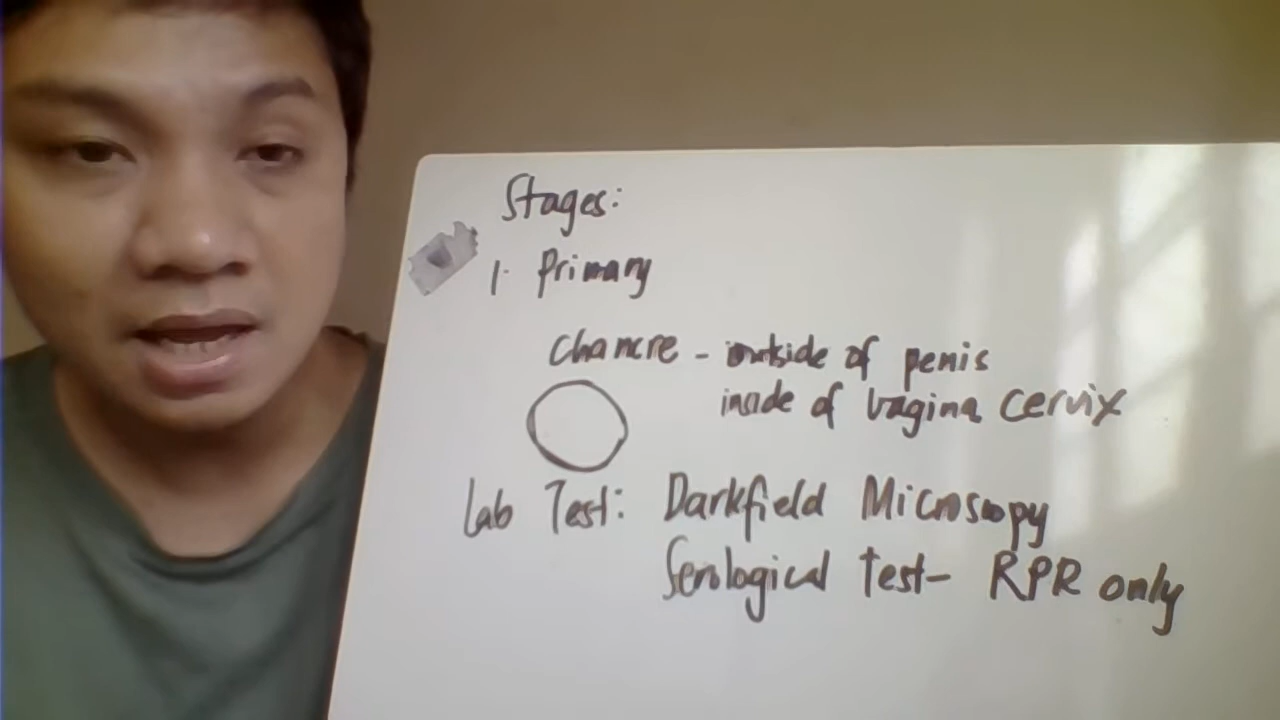 Stages:
1. Primary
Chancre - outside of penis
inside of vagina cervix
Lab Test: Darkfield Microscopy
Serological Test- RPR only